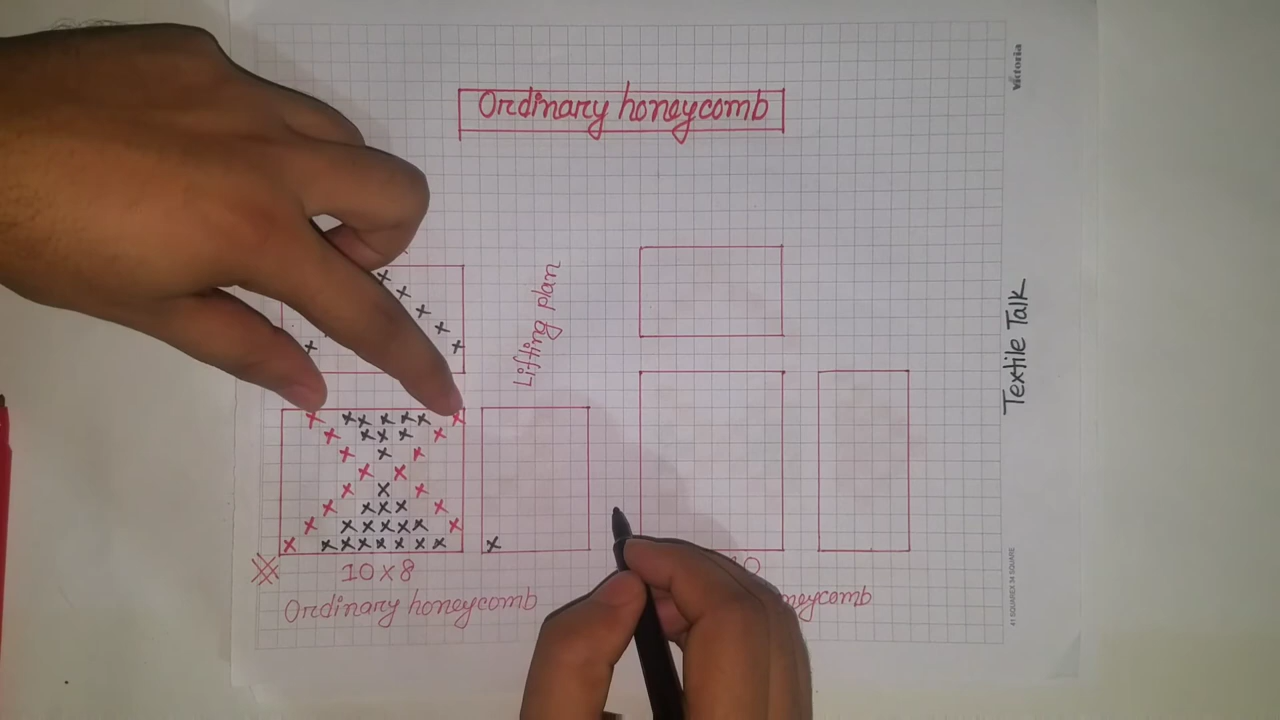 Ordinary honeycomb
Lifting plan
10×8
Ordinary honeycomb
Textile Talk
Victoria